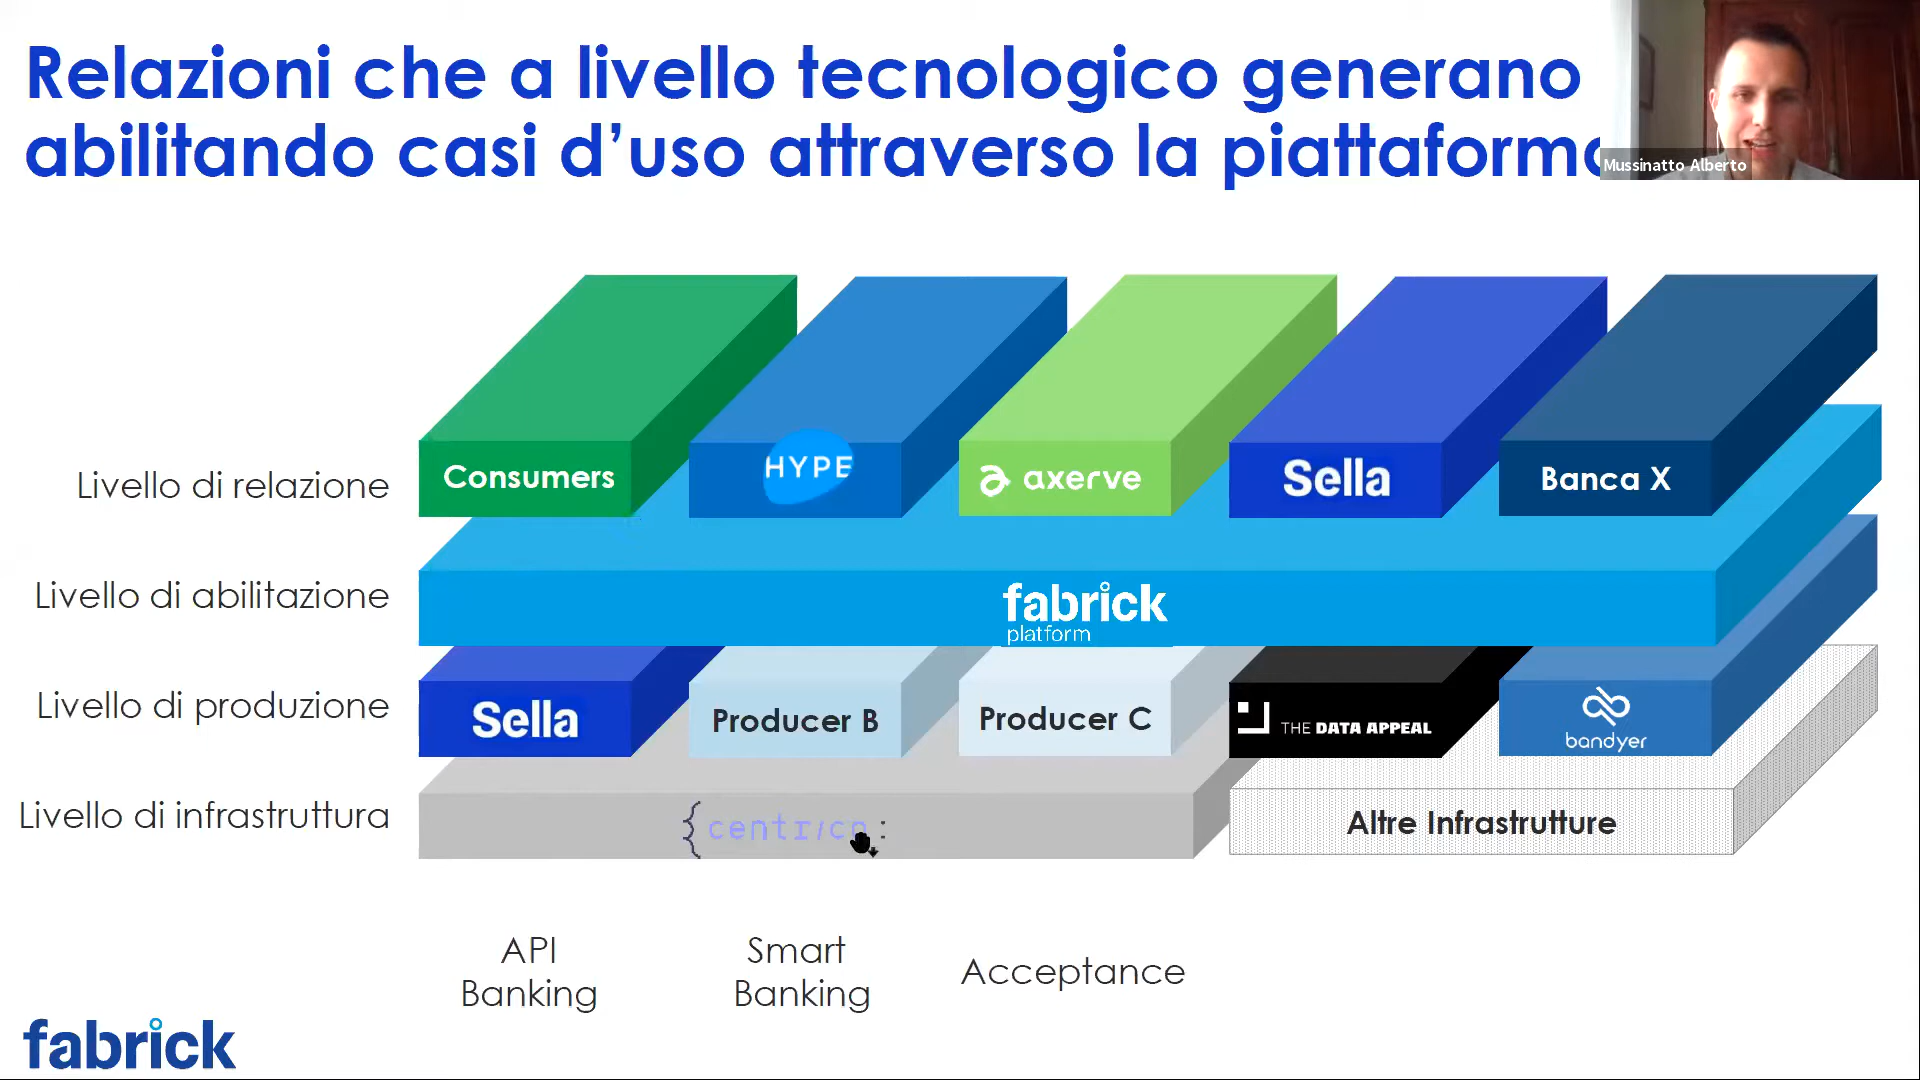 Relazioni che a livello tecnologico generano
abilitando casi d’uso attraverso la piattaforma
Mussinatto Alberto
Livello di relazione
Consumers
HYPE
axerve
Sella
Banca X
Livello di abilitazione
fabrick
platform
Livello di produzione
Sella
Producer B
Producer C
THE DATA APPEAL
bandyer
Livello di infrastruttura
{centrico:
Altre Infrastrutture
API
Banking
Smart
Banking
Acceptance
fabrick